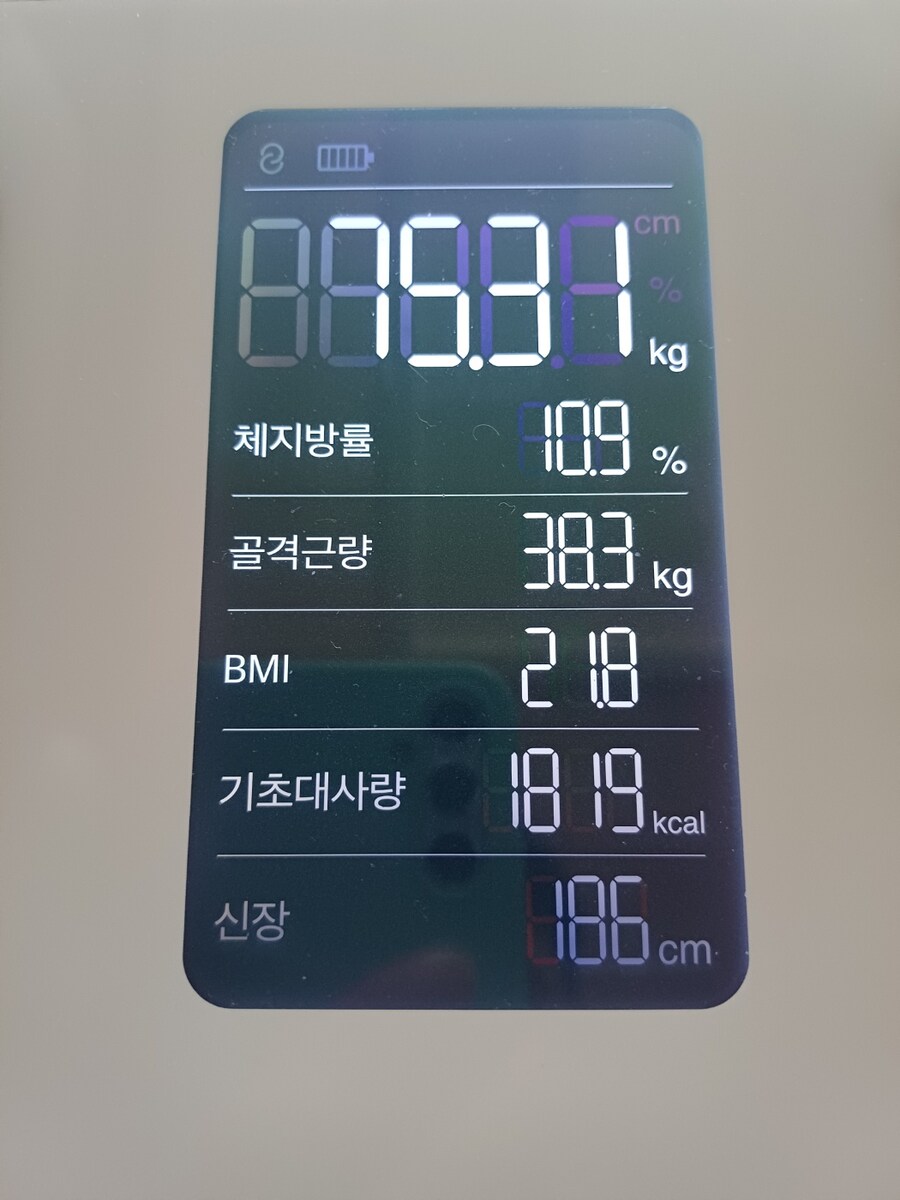 75.31 kg
cm
%
체지방률 10.9 %
골격근량 38.3 kg
BMI 21.8
기초대사량 1819 kcal
신장 186 cm